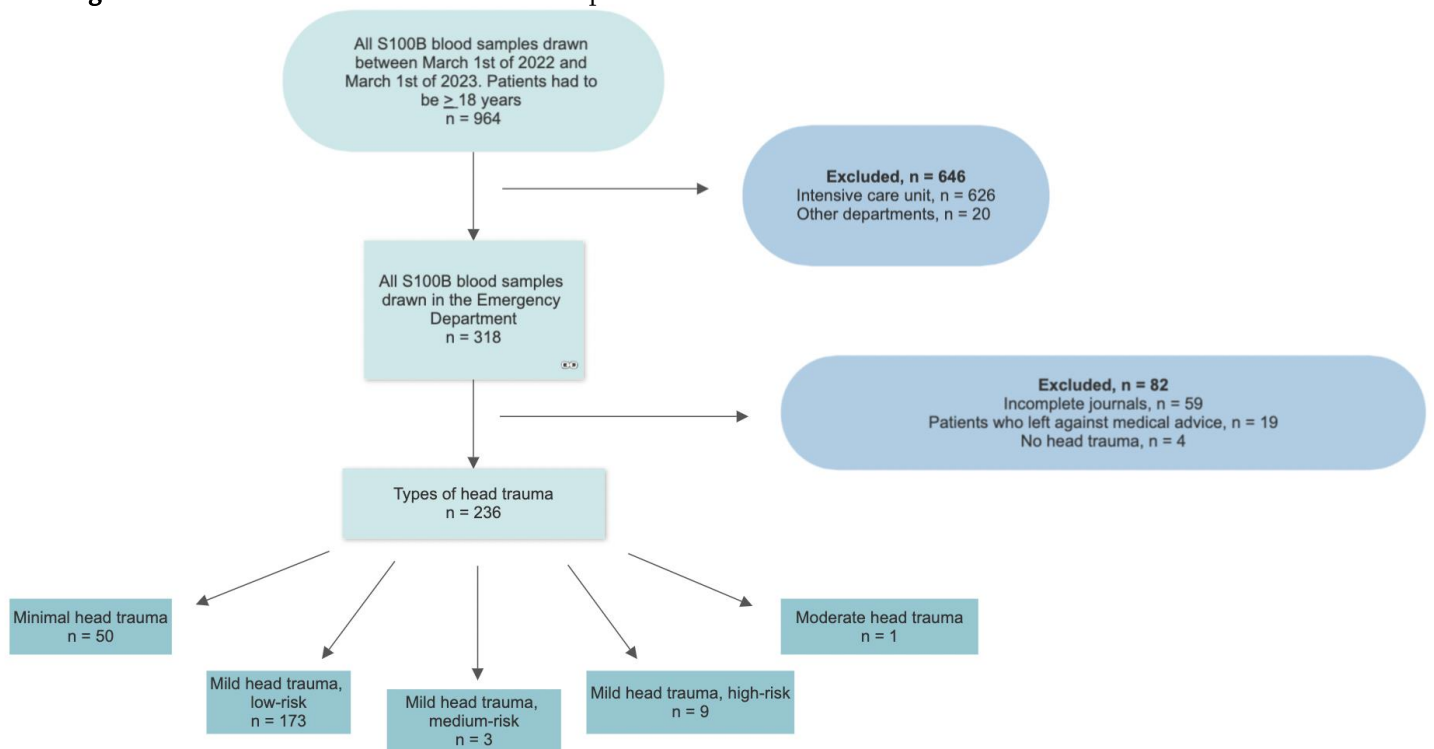 All S100B blood samples drawn
between March 1st of 2022 and
March 1st of 2023. Patients had to
be ≥ 18 years
n = 964
Excluded, n = 646
Intensive care unit, n = 626
Other departments, n = 20
All S100B blood samples
drawn in the Emergency
Department
n = 318
Excluded, n = 82
Incomplete journals, n = 59
Patients who left against medical advice, n = 19
No head trauma, n = 4
Types of head trauma
n = 236
Minimal head trauma
n = 50
Mild head trauma,
low-risk
n = 173
Mild head trauma,
medium-risk
n = 3
Mild head trauma, high-risk
n = 9
Moderate head trauma
n = 1